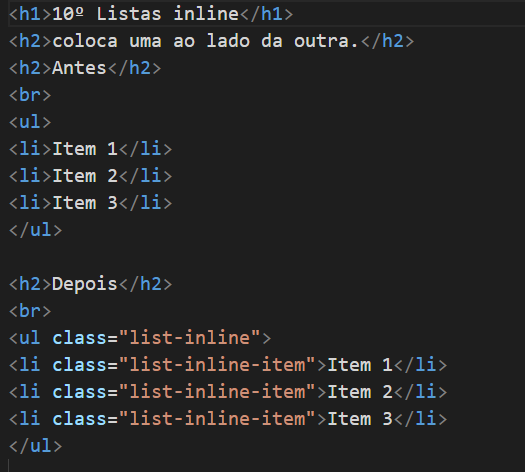 <h1>10º Listas inline</h1>
<h2>coloca uma ao lado da outra.</h2>
<h2>Antes</h2>
<br>
<ul>
<li>Item 1</li>
<li>Item 2</li>
<li>Item 3</li>
</ul>
<h2>Depois</h2>
<br>
<ul class="list-inline">
<li class="list-inline-item">Item 1</li>
<li class="list-inline-item">Item 2</li>
<li class="list-inline-item">Item 3</li>
</ul>